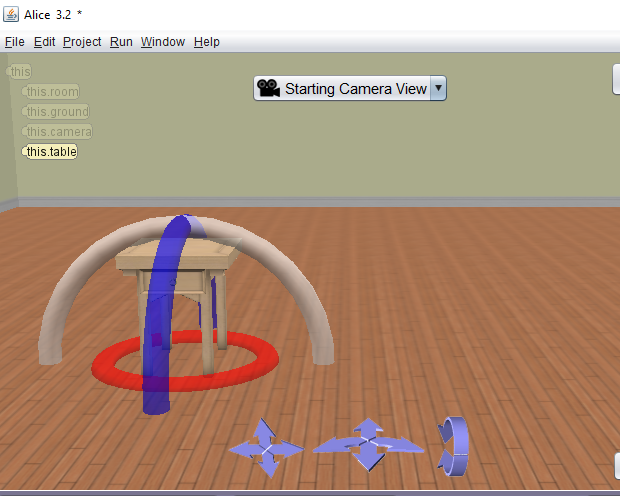 Alice 3.2 *
File Edit Project Run Window Help
this
this.room
this.ground
this.camera
this.table
Starting Camera View